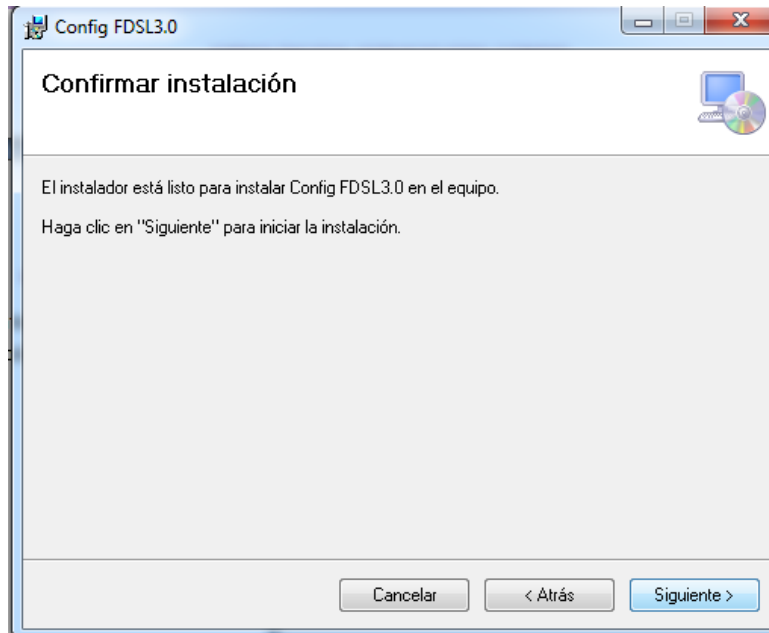 Config FDSL3.0
Confirmar instalación
El instalador está listo para instalar Config FDSL3.0 en el equipo.
Haga clic en "Siguiente" para iniciar la instalación.
Cancelar
< Atrás
Siguiente >